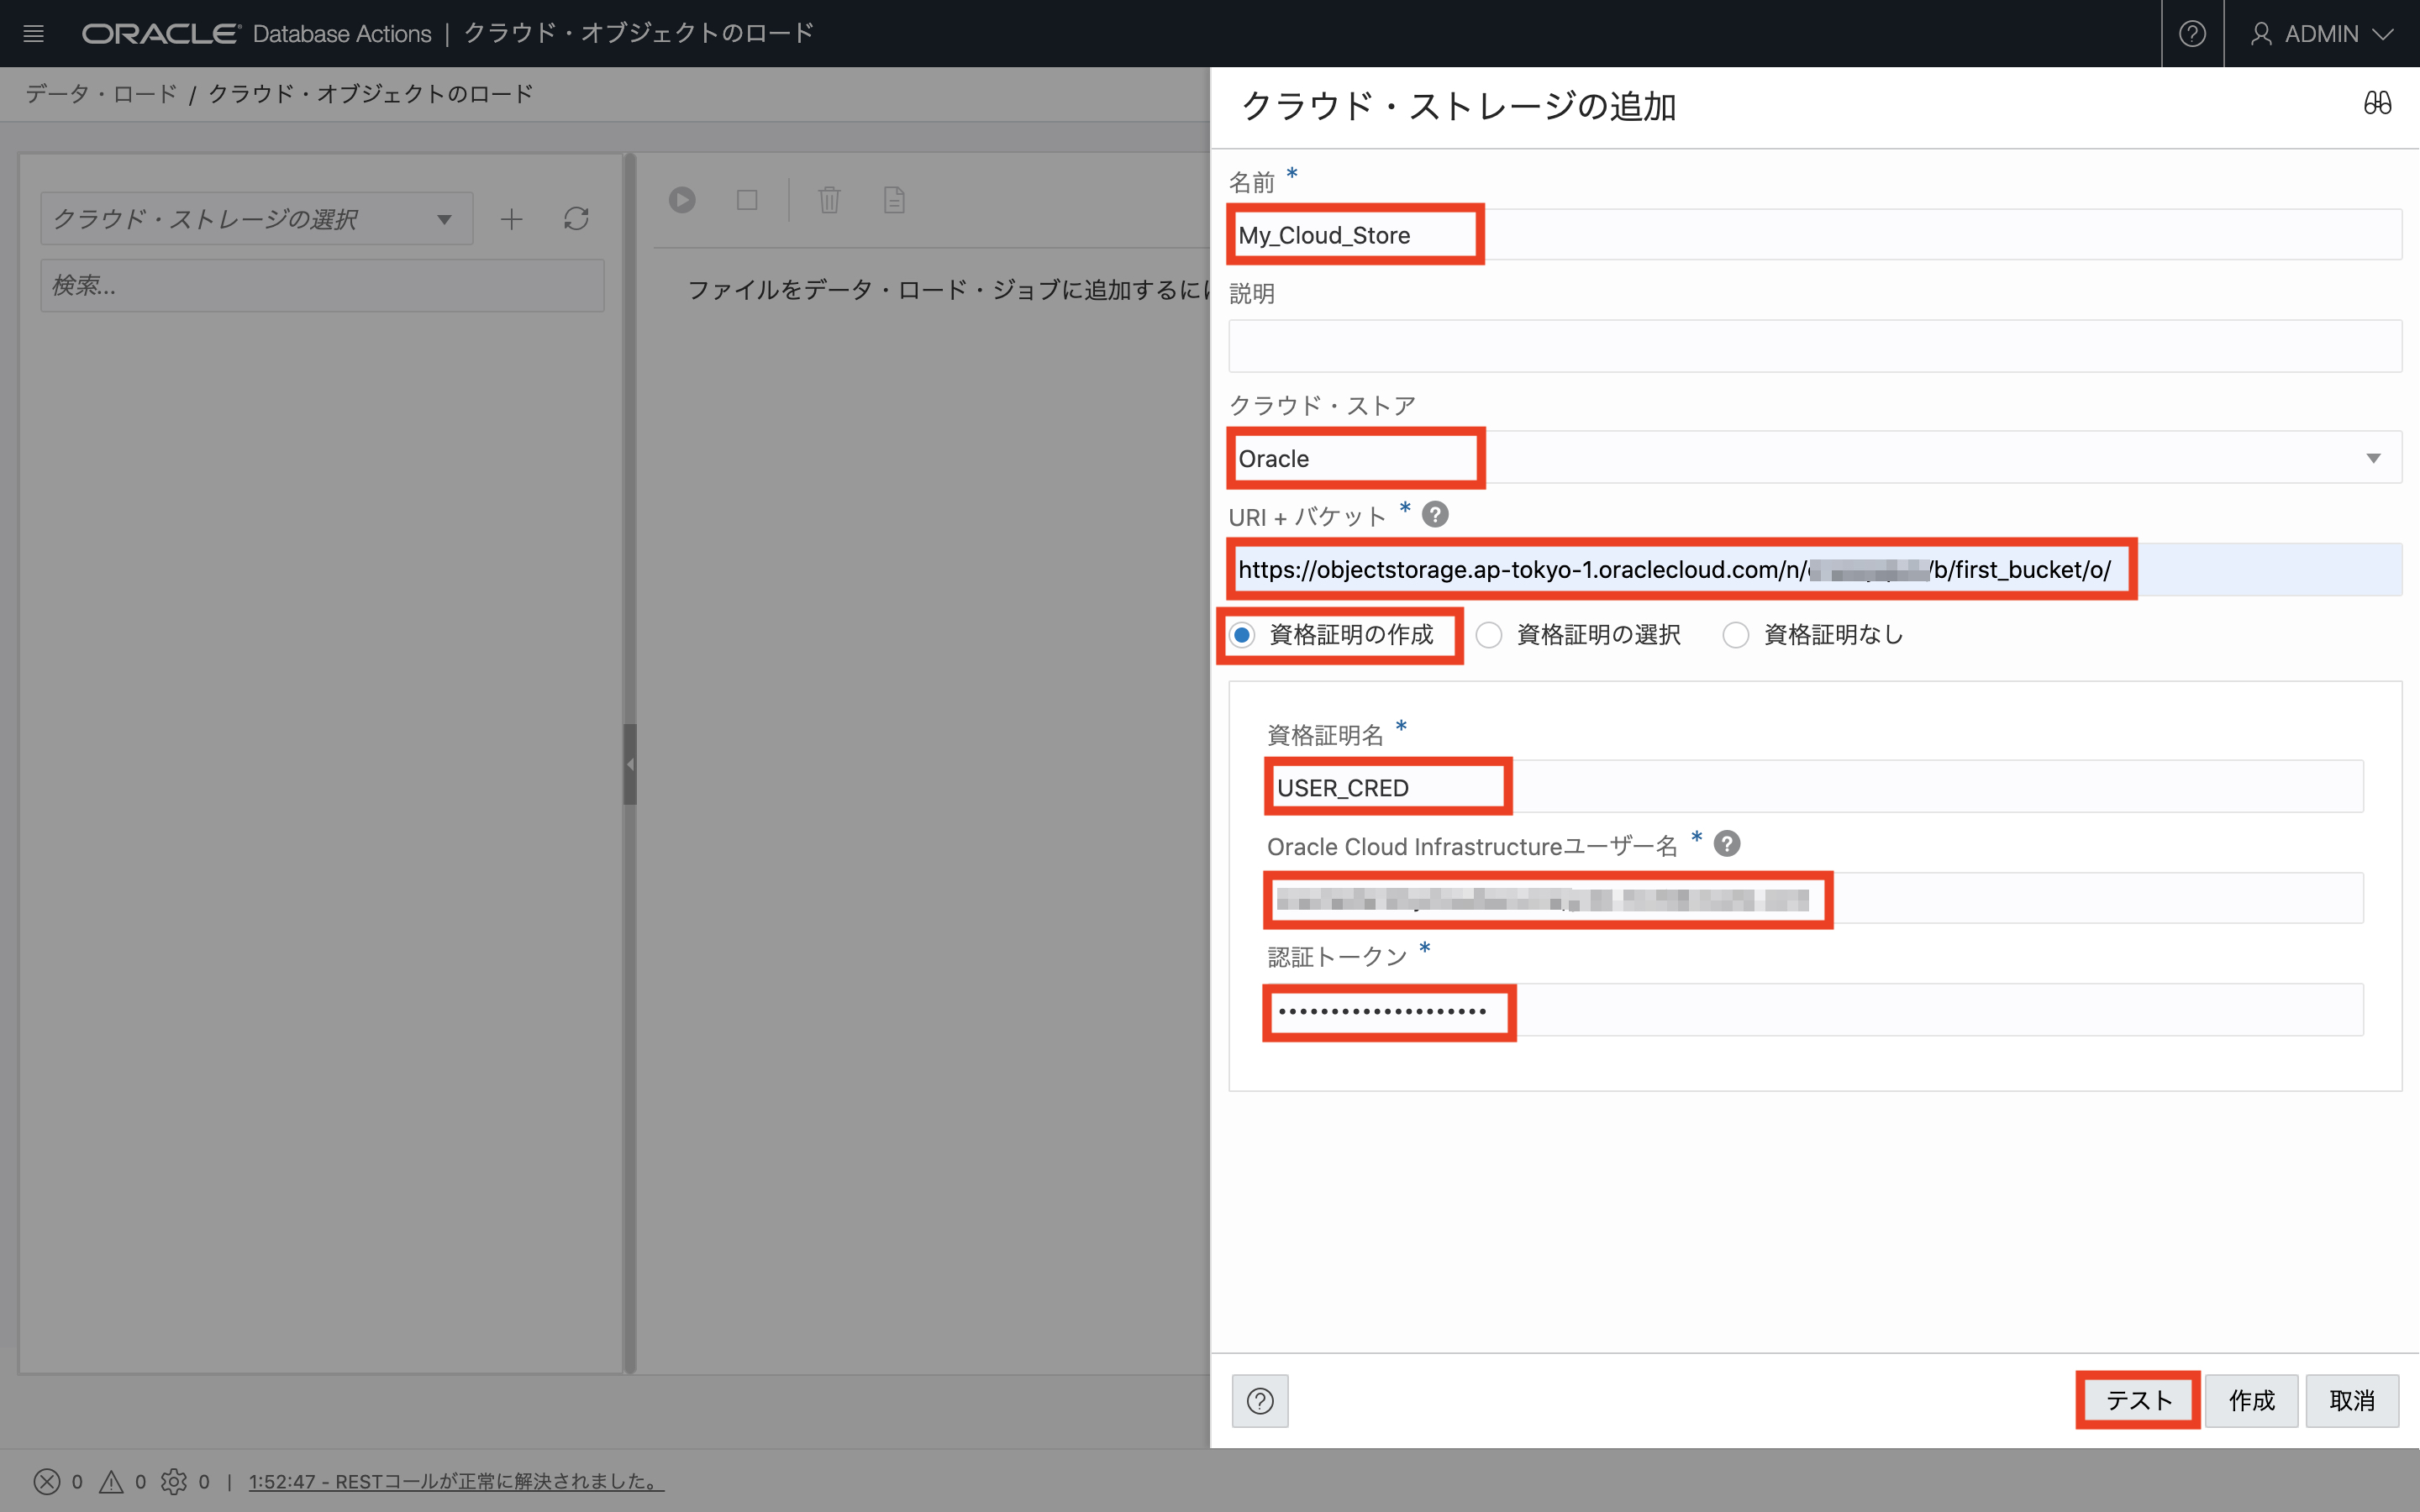 ORACLE Database Actions | クラウド・オブジェクトのロード
ADMIN
データ・ロード / クラウド・オブジェクトのロード
クラウド・ストレージの選択
検索...
ファイルをデータ・ロード・ジョブに追加するには
クラウド・ストレージの追加
名前 *
My_Cloud_Store
説明
クラウド・ストア
Oracle
URI + バケット * ?
https://objectstorage.ap-tokyo-1.oraclecloud.com/n/ /b/first_bucket/o/
資格証明の作成 資格証明の選択 資格証明なし
資格証明名 *
USER_CRED
Oracle Cloud Infrastructureユーザー名 * ?
認証トークン *
••••••••••••••••••••
? テスト 作成 取消
0 0 0 | 1:52:47 - RESTコールが正常に解決されました。